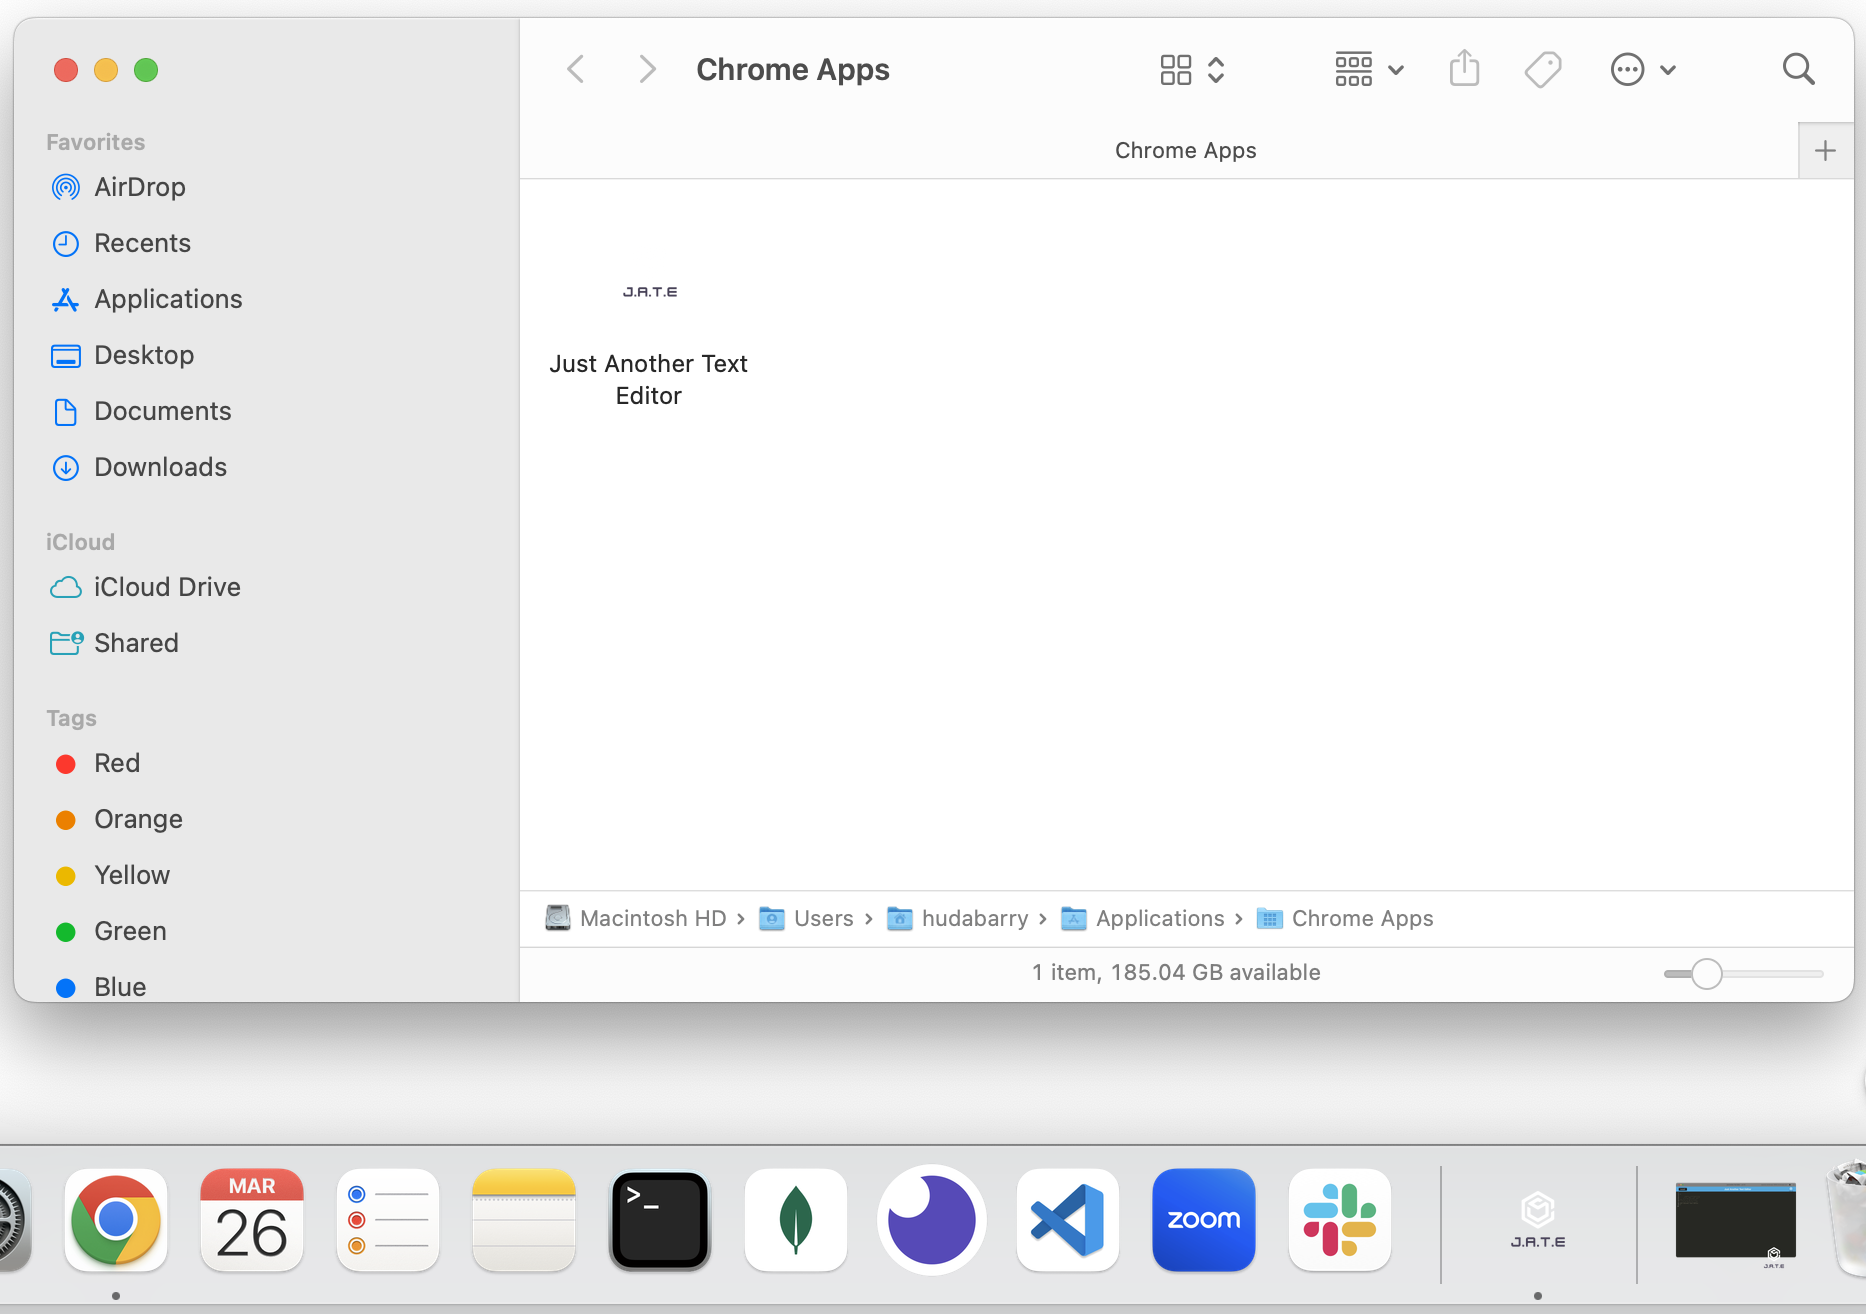 Chrome Apps
Chrome Apps
Favorites
AirDrop
Recents
Applications
Desktop
Documents
Downloads
iCloud
iCloud Drive
Shared
Tags
Red
Orange
Yellow
Green
Blue
J.A.T.E
Just Another Text
Editor
Macintosh HD › Users › hudabarry › Applications › Chrome Apps
1 item, 185.04 GB available
MAR
26
>_
zoom
J.A.T.E
J.A.T.E